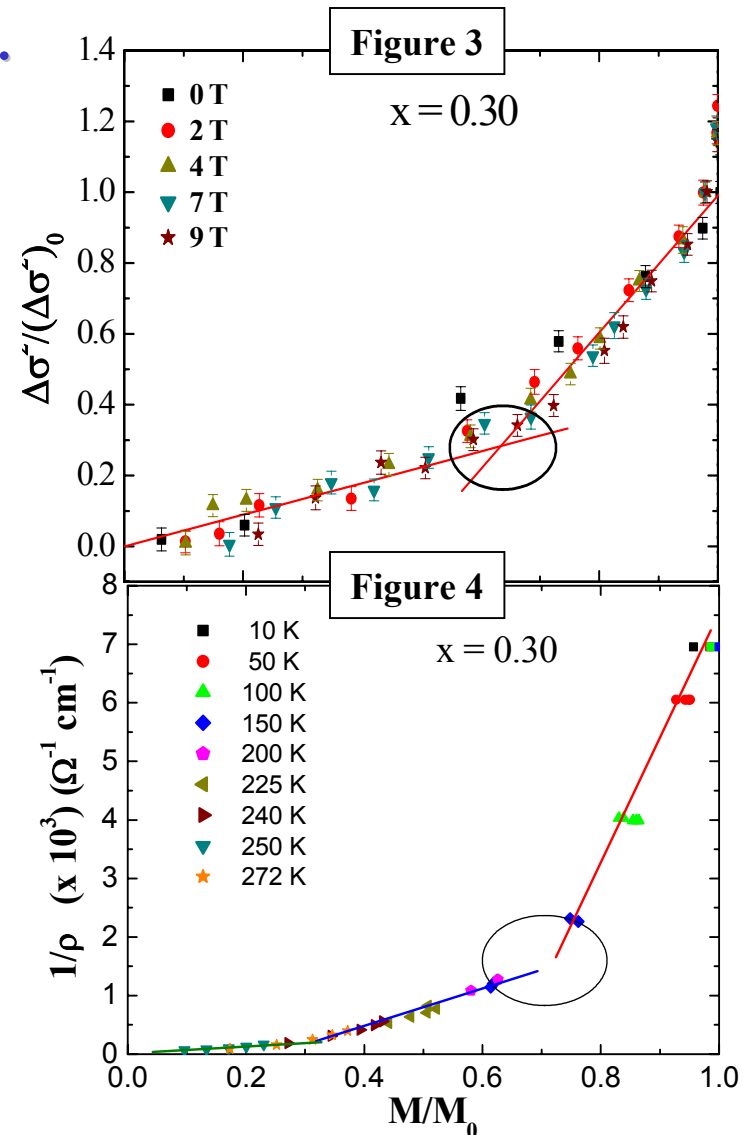 Figure 3
x = 0.30
1.4
1.2
1.0
0.8
0.6
0.4
0.2
0.0
Δσ²/(Δσ²)₀
0 T
2 T
4 T
7 T
9 T
Figure 4
x = 0.30
8
7
6
5
4
3
2
1
0
1/ρ (x 10³) (Ω⁻¹ cm⁻¹)
10 K
50 K
100 K
150 K
200 K
225 K
240 K
250 K
272 K
0.0 0.2 0.4 0.6 0.8 1.0
M/M₀